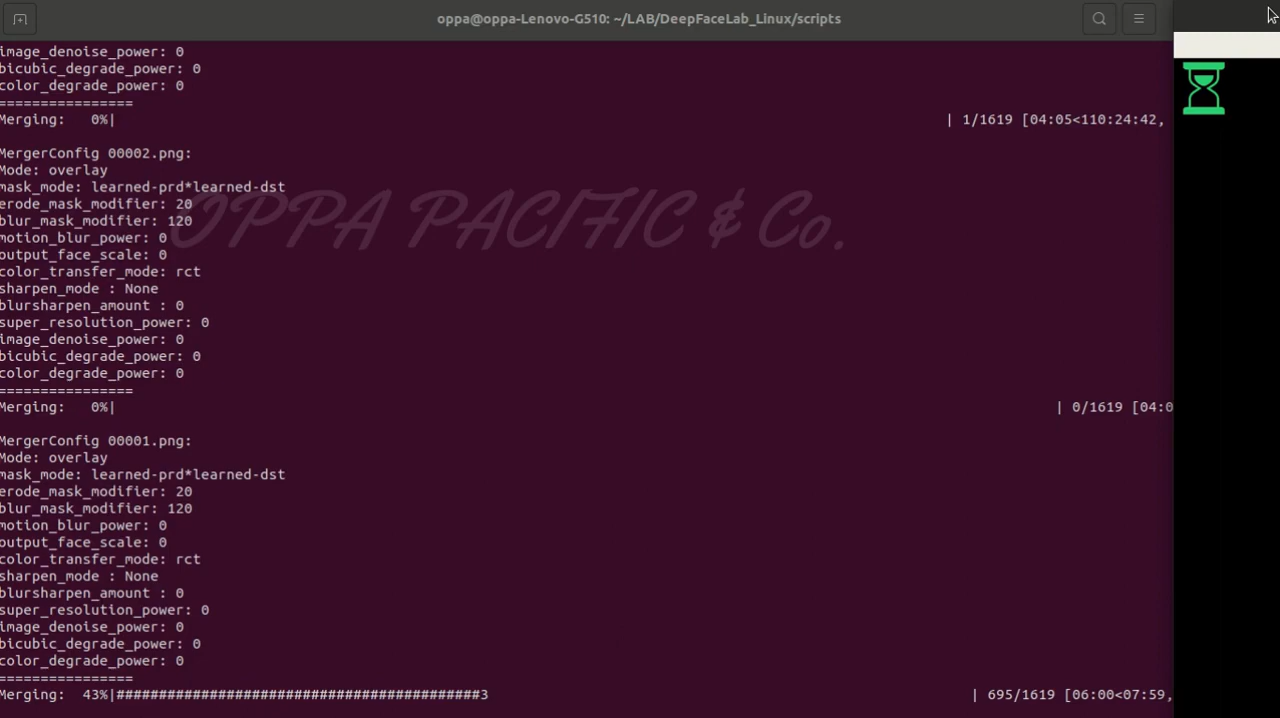 oppa@oppa-Lenovo-G510: ~/LAB/DeepFaceLab_Linux/scripts
image_denoise_power: 0
bicubic_degrade_power: 0
color_degrade_power: 0
================
Merging:   0%| | 1/1619 [04:05<110:24:42,
MergerConfig 00002.png:
Mode: overlay
mask_mode: learned-prd*learned-dst
erode_mask_modifier: 20
blur_mask_modifier: 120
motion_blur_power: 0
output_face_scale: 0
color_transfer_mode: rct
sharpen_mode : None
blursharpen_amount : 0
super_resolution_power: 0
image_denoise_power: 0
bicubic_degrade_power: 0
color_degrade_power: 0
================
Merging:   0%| | 0/1619 [04:0
MergerConfig 00001.png:
Mode: overlay
mask_mode: learned-prd*learned-dst
erode_mask_modifier: 20
blur_mask_modifier: 120
motion_blur_power: 0
output_face_scale: 0
color_transfer_mode: rct
sharpen_mode : None
blursharpen_amount : 0
super_resolution_power: 0
image_denoise_power: 0
bicubic_degrade_power: 0
color_degrade_power: 0
================
Merging:  43%|###########################################3 | 695/1619 [06:00<07:59,
OPPA PACIFIC & Co.